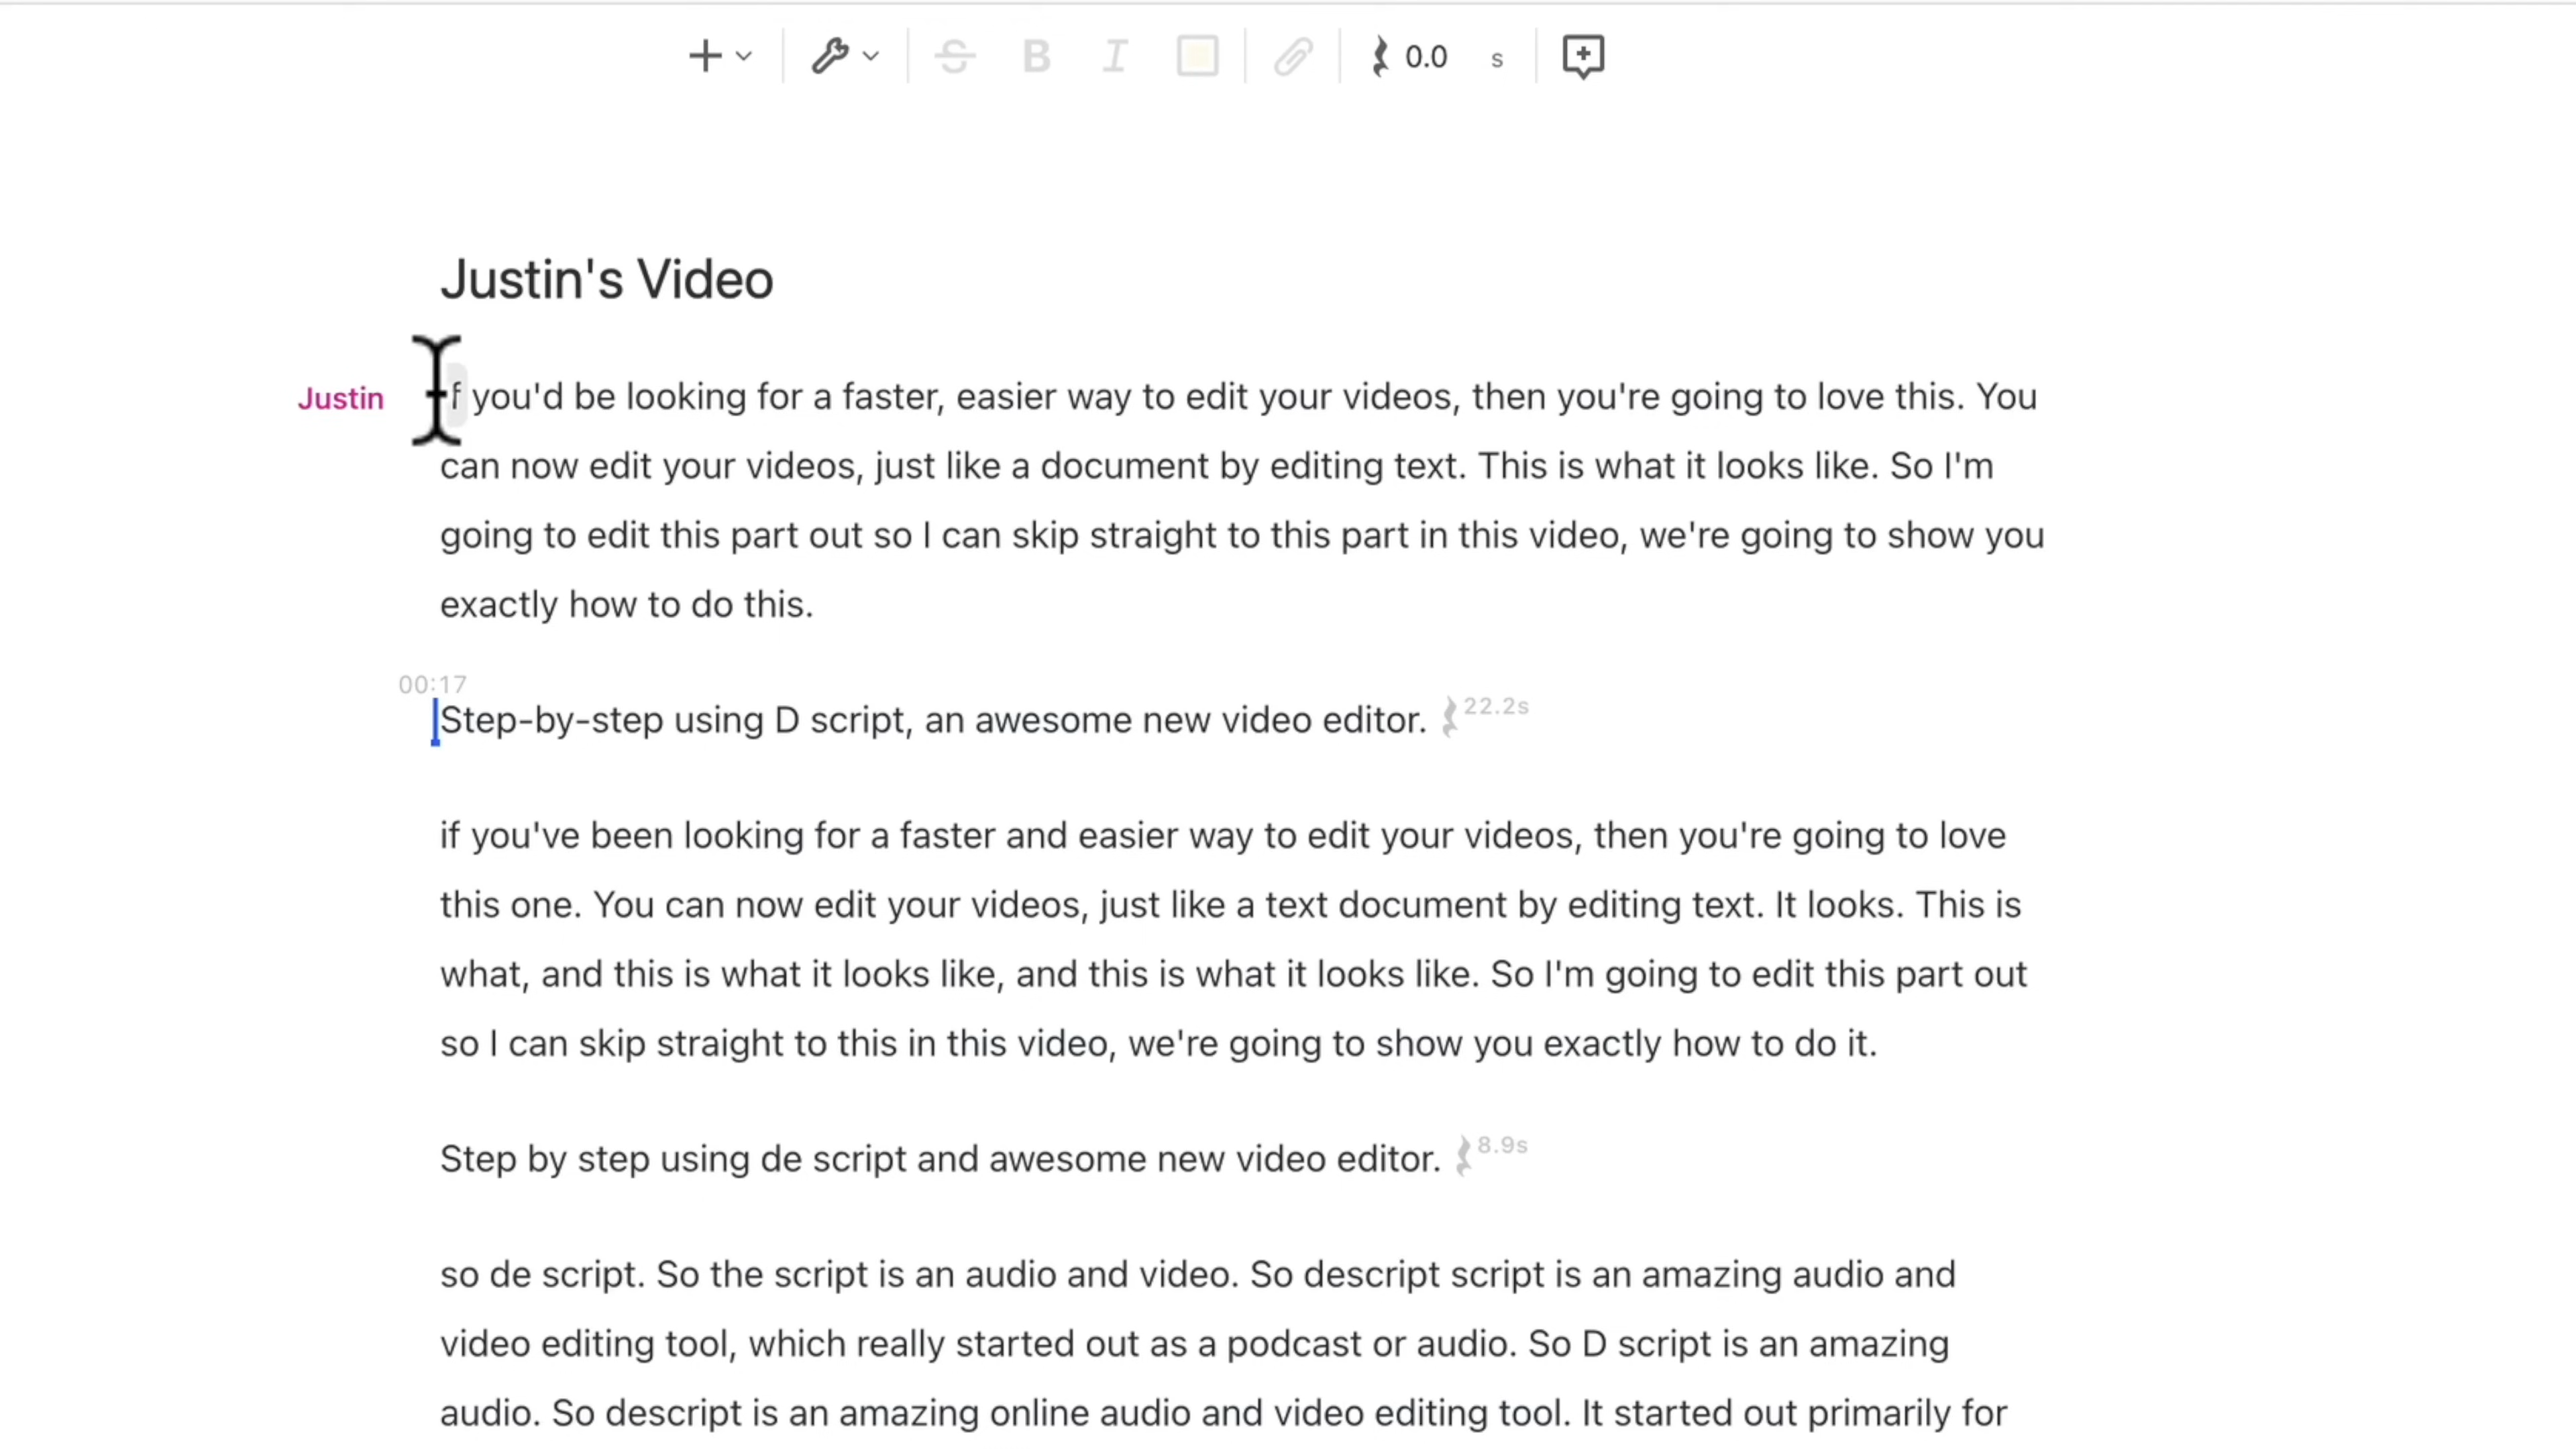 B I 0.0 s
Justin's Video
Justin
If you'd be looking for a faster, easier way to edit your videos, then you're going to love this. You
can now edit your videos, just like a document by editing text. This is what it looks like. So I'm
going to edit this part out so I can skip straight to this part in this video, we're going to show you
exactly how to do this.
00:17
Step-by-step using D script, an awesome new video editor. 22.2s
if you've been looking for a faster and easier way to edit your videos, then you're going to love
this one. You can now edit your videos, just like a text document by editing text. It looks. This is
what, and this is what it looks like, and this is what it looks like. So I'm going to edit this part out
so I can skip straight to this in this video, we're going to show you exactly how to do it.
Step by step using de script and awesome new video editor. 8.9s
so de script. So the script is an audio and video. So descript script is an amazing audio and
video editing tool, which really started out as a podcast or audio. So D script is an amazing
audio. So descript is an amazing online audio and video editing tool. It started out primarily for